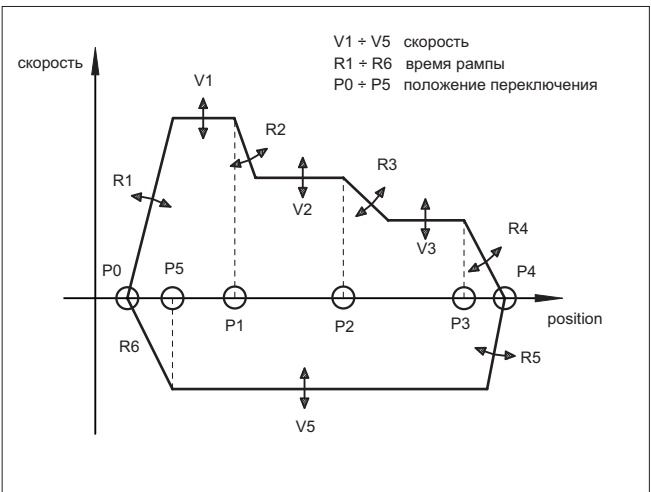 V1 ÷ V5 скорость
R1 ÷ R6 время рампы
P0 ÷ P5 положение переключения
скорость
V1
R2
R3
R1
V2
V3
R4
P0
P5
P4
P1
P2
P3
position
R6
R5
V5